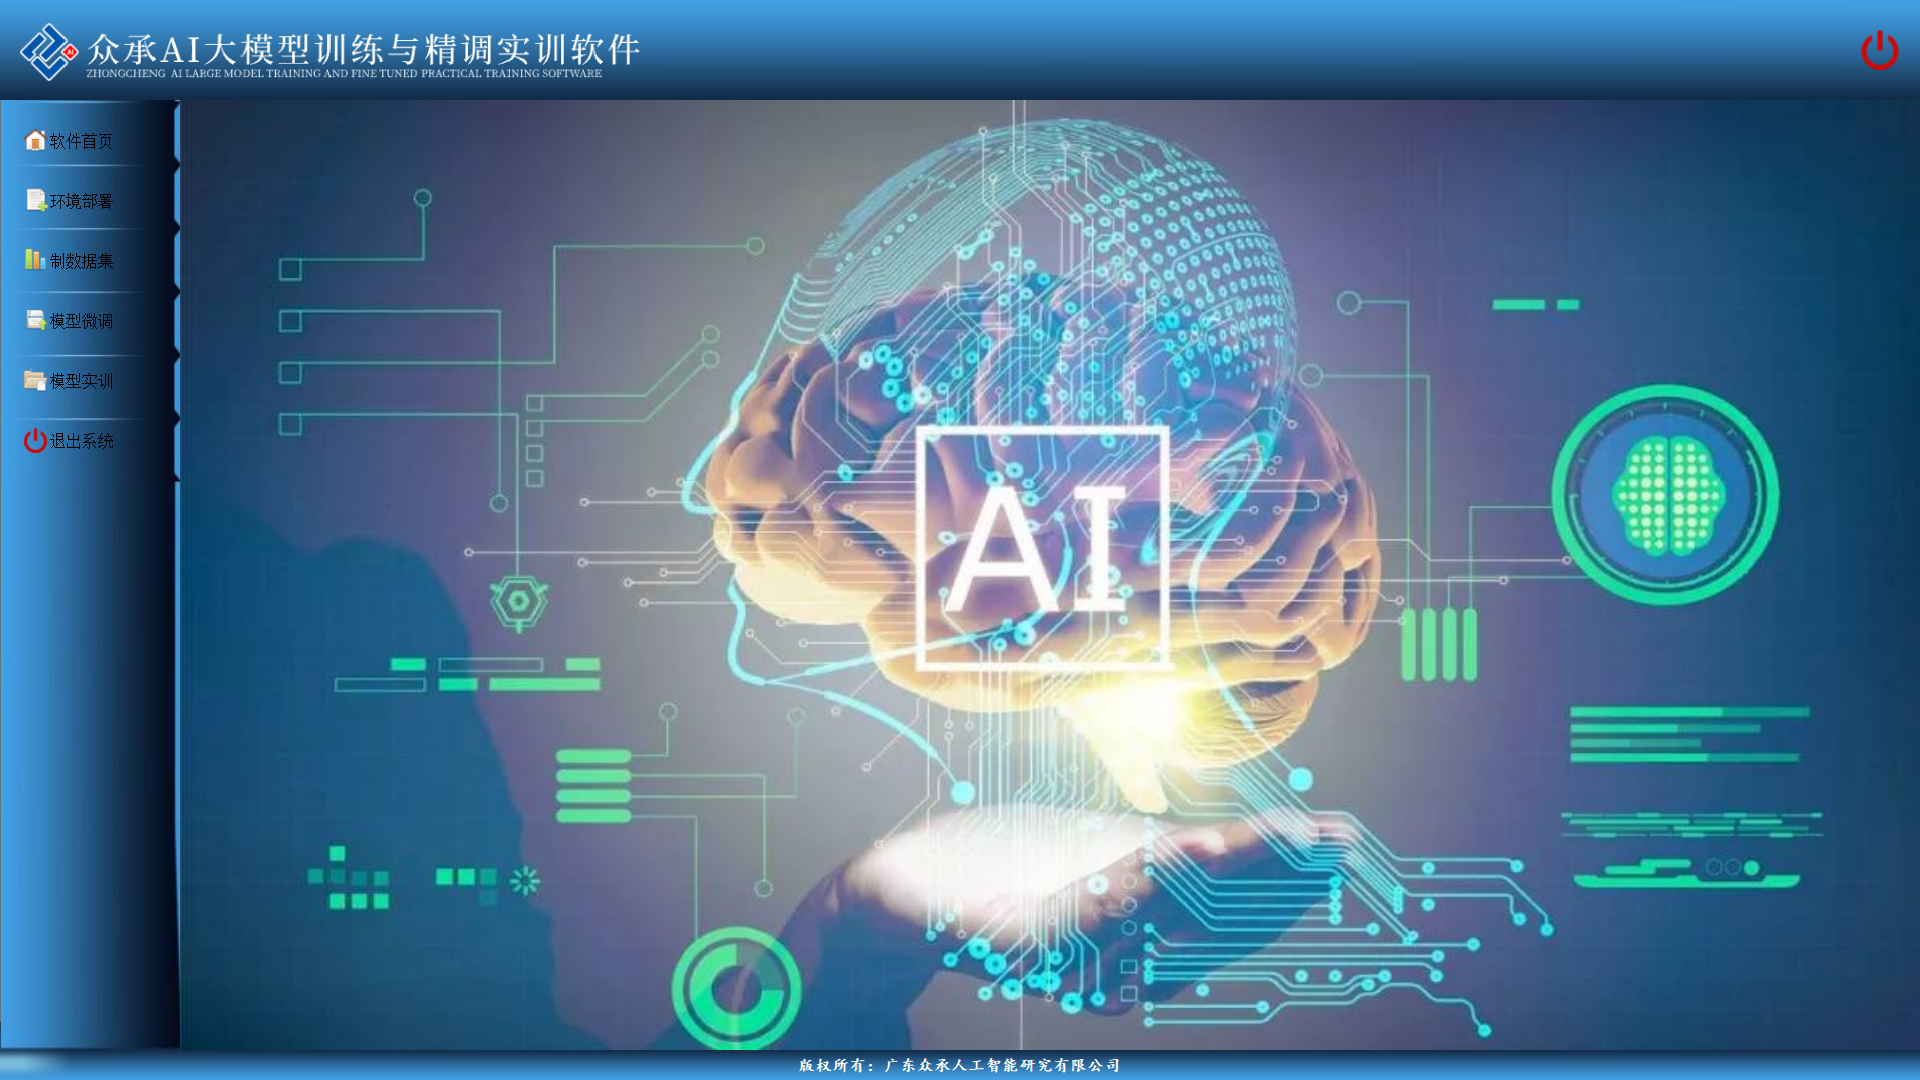 众承AI大模型训练与精调实训软件
ZHONGCHENG AI LARGE MODEL TRAINING AND FINE TUNED PRACTICAL TRAINING SOFTWARE
软件首页
环境部署
制数据集
模型微调
模型实训
退出系统
AI
版权所有：广东众承人工智能研究有限公司